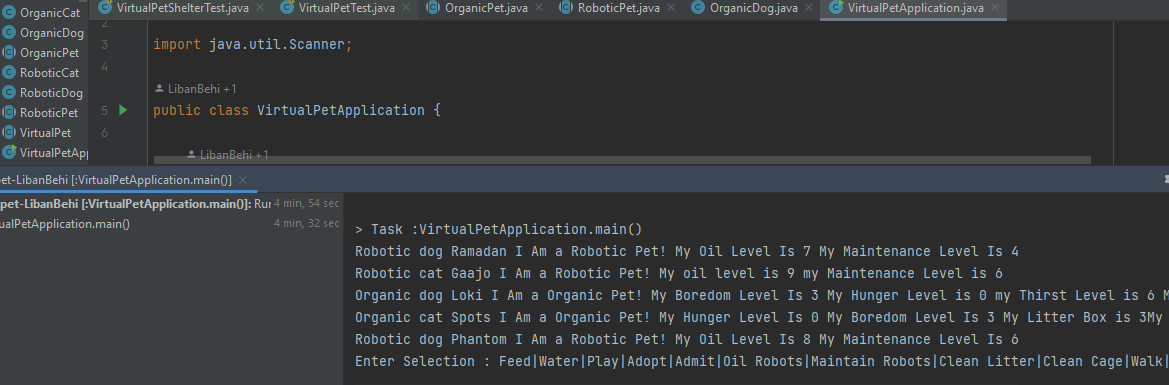 OrganicCat
OrganicDog
OrganicPet
RoboticCat
RoboticDog
RoboticPet
VirtualPet
VirtualPetApp
VirtualPetShelterTest.java VirtualPetTest.java OrganicPet.java RoboticPet.java OrganicDog.java VirtualPetApplication.java
2
3 import java.util.Scanner;
4
LibanBehi +1
5 public class VirtualPetApplication {
6
LibanBehi +1
pet-LibanBehi [:VirtualPetApplication.main()]
pet-LibanBehi [:VirtualPetApplication.main()]: Run 4 min, 54 sec
ualPetApplication.main() 4 min, 32 sec
> Task :VirtualPetApplication.main()
Robotic dog Ramadan I Am a Robotic Pet! My Oil Level Is 7 My Maintenance Level Is 4
Robotic cat Gaajo I Am a Robotic Pet! My oil level is 9 my Maintenance Level is 6
Organic dog Loki I Am a Organic Pet! My Boredom Level Is 3 My Hunger Level is 0 my Thirst Level is 6 M
Organic cat Spots I Am a Organic Pet! My Hunger Level Is 0 My Boredom Level Is 3 My Litter Box is 3My
Robotic dog Phantom I Am a Robotic Pet! My Oil Level Is 8 My Maintenance Level Is 6
Enter Selection : Feed|Water|Play|Adopt|Admit|Oil Robots|Maintain Robots|Clean Litter|Clean Cage|Walk|